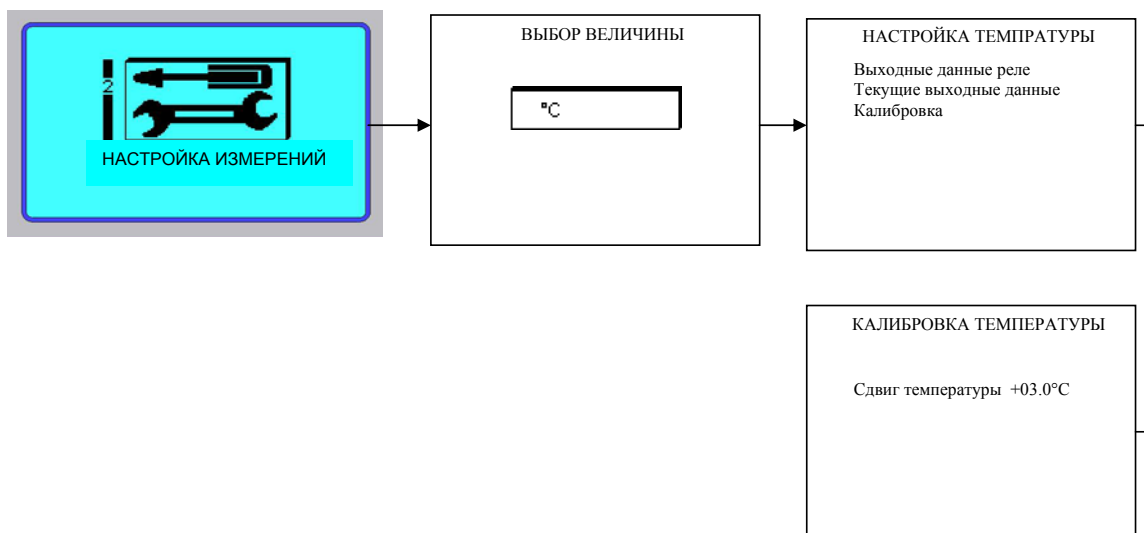 2
НАСТРОЙКА ИЗМЕРЕНИЙ
ВЫБОР ВЕЛИЧИНЫ
°C
НАСТРОЙКА ТЕМПРАТУРЫ
Выходные данные реле
Текущие выходные данные
Калибровка
КАЛИБРОВКА ТЕМПЕРАТУРЫ
Сдвиг температуры +03.0°C